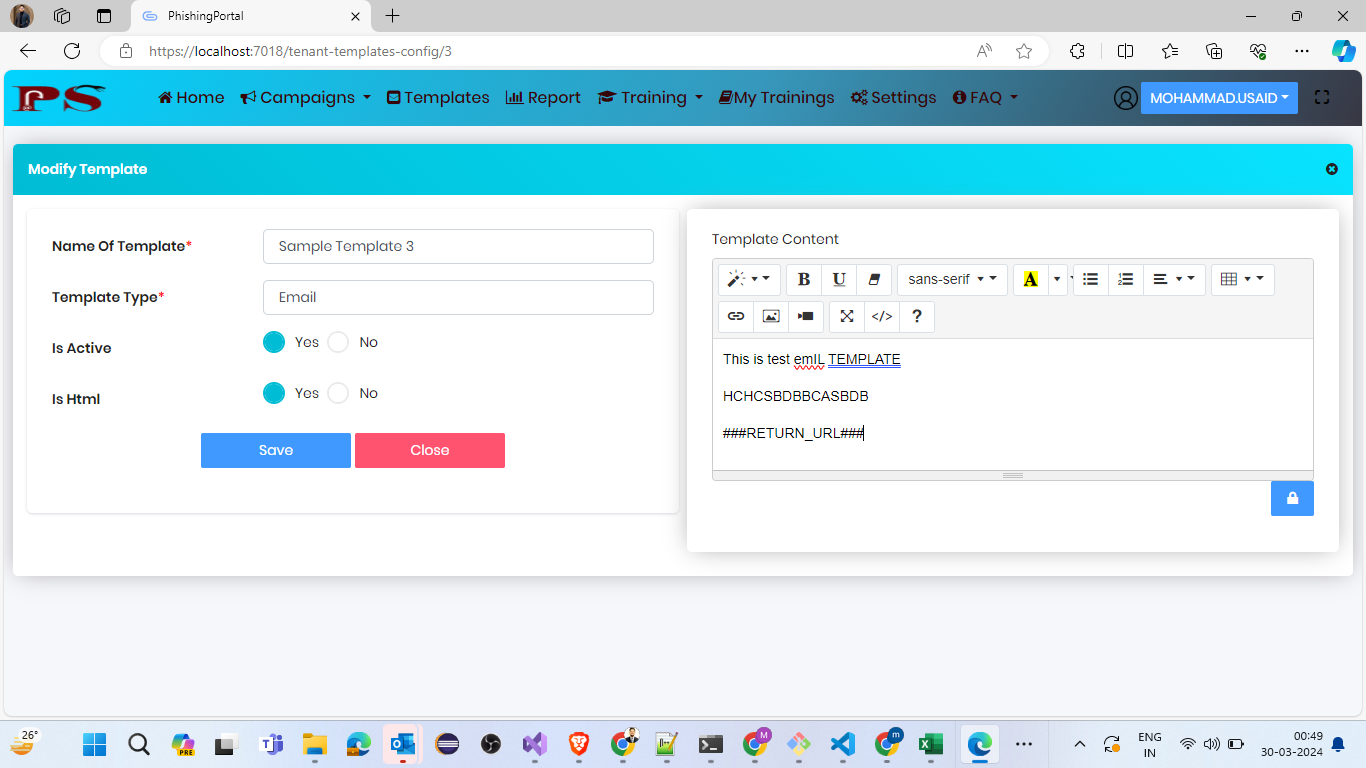 PhishingPortal
https://localhost:7018/tenant-templates-config/3
PS Home Campaigns Templates Report Training My Trainings Settings FAQ MOHAMMAD.USAID
Modify Template
Name Of Template* Sample Template 3
Template Type* Email
Is Active Yes No
Is Html Yes No
Save Close
Template Content
B U sans-serif A
</> ?
This is test emIL TEMPLATE
HCHCSBDBBCASBDB
###RETURN_URL###
26°
PRE
M
m
ENG
IN
00:49
30-03-2024